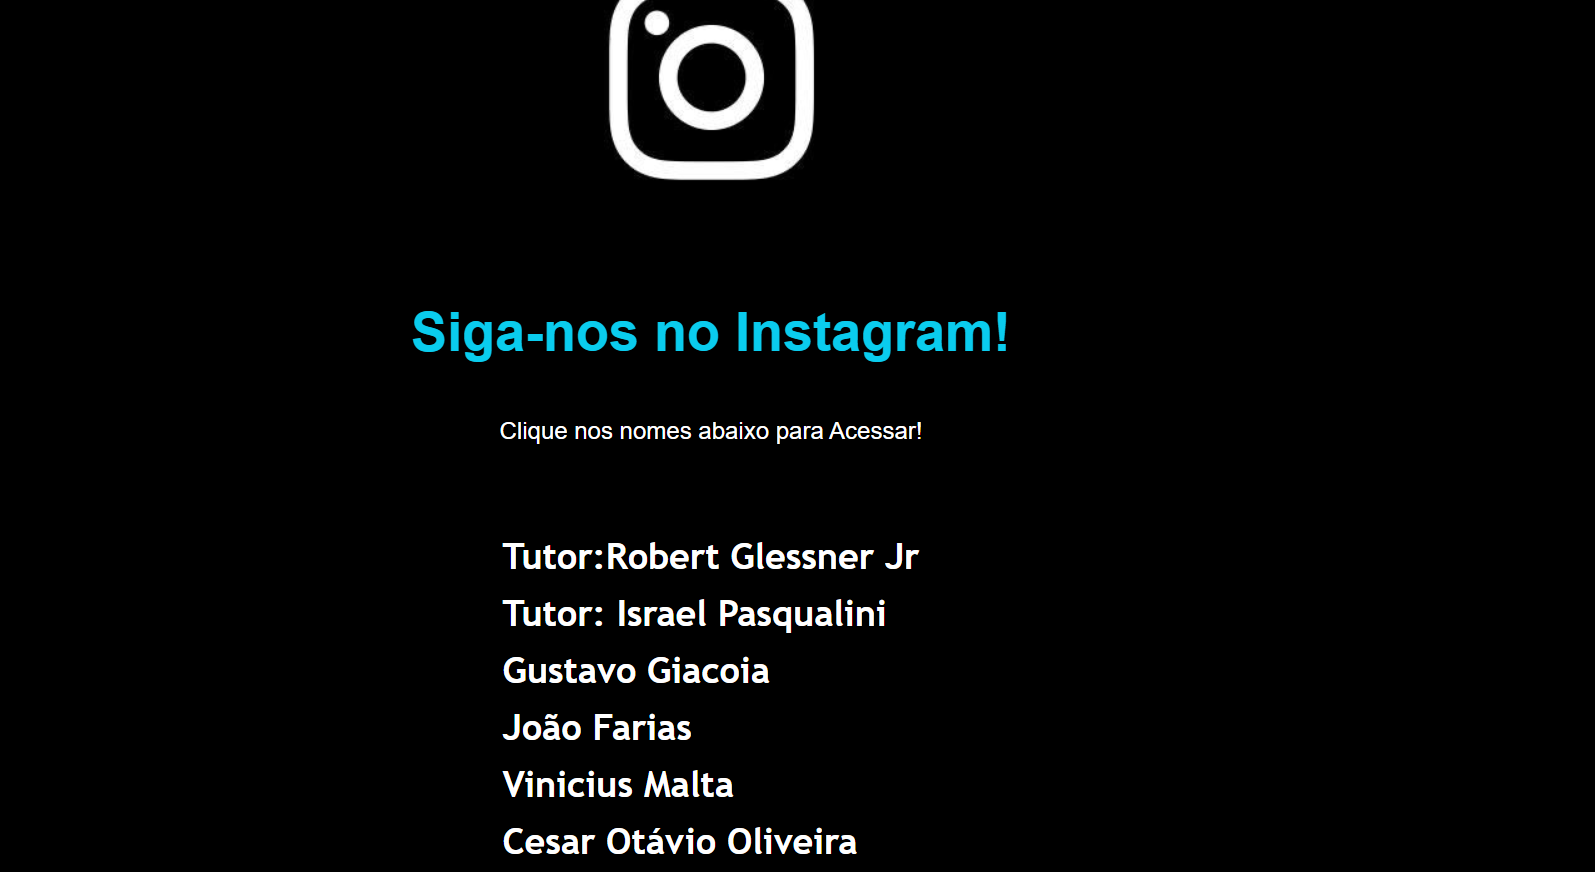 Siga-nos no Instagram!
Clique nos nomes abaixo para Acessar!
Tutor:Robert Glessner Jr
Tutor: Israel Pasqualini
Gustavo Giacoia
João Farias
Vinicius Malta
Cesar Otávio Oliveira